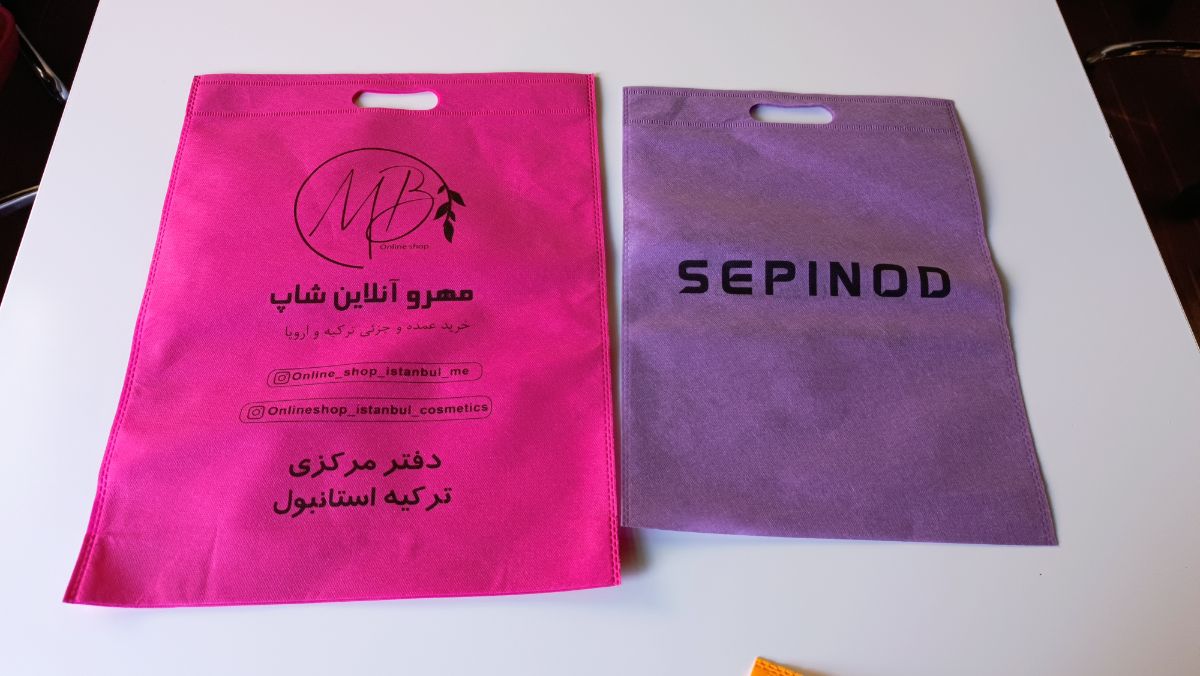 MB
Online shop
مهرو آنلاین شاپ
خرید عمده و جزئی ترکیه و اروپا
Online_shop_istanbul_me
Onlineshop_istanbul_cosmetics
دفتر مرکزی
ترکیه استانبول
SEPINOD